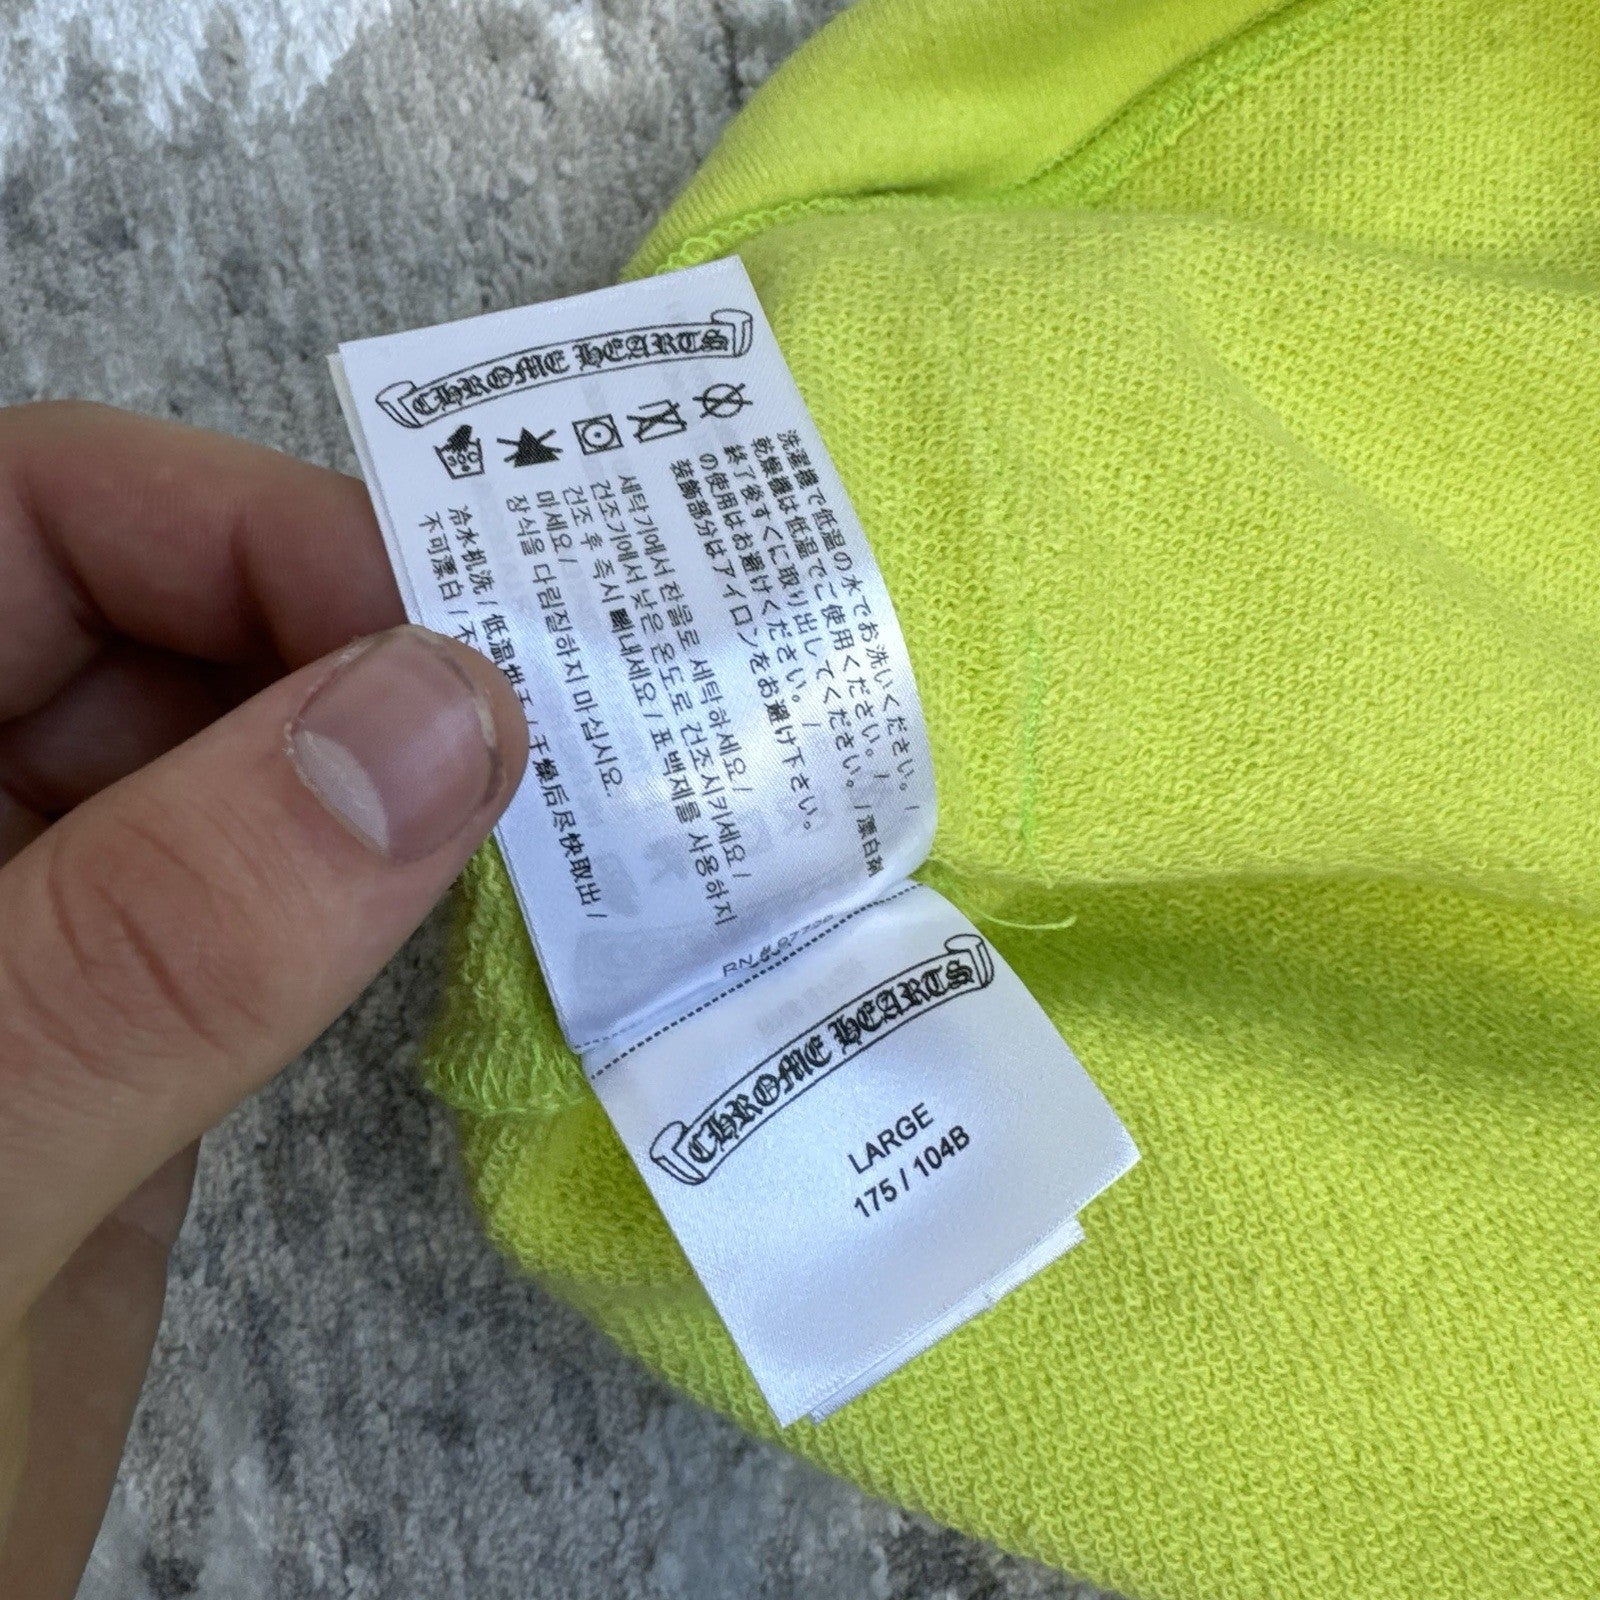 CHROME HEARTS
洗濯機で低温の水でお洗いください。/
乾燥機は低温でご使用ください。/
終了後すぐに取り出してください。/漂白剤
の使用はお避けください。/
装飾部分はアイロンをお避け下さい。
세탁기에서 찬물로 세탁하세요 /
건조기에서 낮은 온도로 건조시키세요 /
건조 후 즉시 빼내세요 / 표백제를 사용하지
마세요 /
장식을 다림질하지 마십시요.
冷水机洗 / 低温烘干 / 干燥后尽快取出 /
不可漂白 / 不
RN
CHROME HEARTS
LARGE
175 / 104B